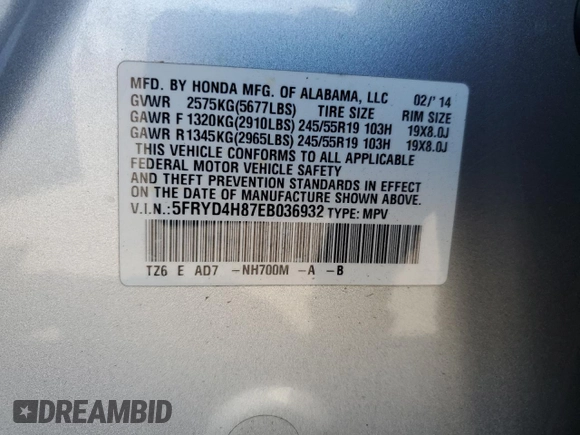 MFD. BY HONDA MFG. OF ALABAMA, LLC 02/'14
GVWR 2575KG(5677LBS) TIRE SIZE RIM SIZE
GAWR F 1320KG(2910LBS) 245/55R19 103H 19X8.0J
GAWR R1345KG(2965LBS) 245/55R19 103H 19X8.0J
THIS VEHICLE CONFORMS TO ALL APPLICABLE
FEDERAL MOTOR VEHICLE SAFETY
AND THEFT PREVENTION STANDARDS IN EFFECT
ON THE DATE OF MANUFACTURE SHOWN ABOVE.
V.I.N.:5FRYD4H87EB036932 TYPE: MPV
TZ6 E AD7 -NH700M -A -B
DREAMBID